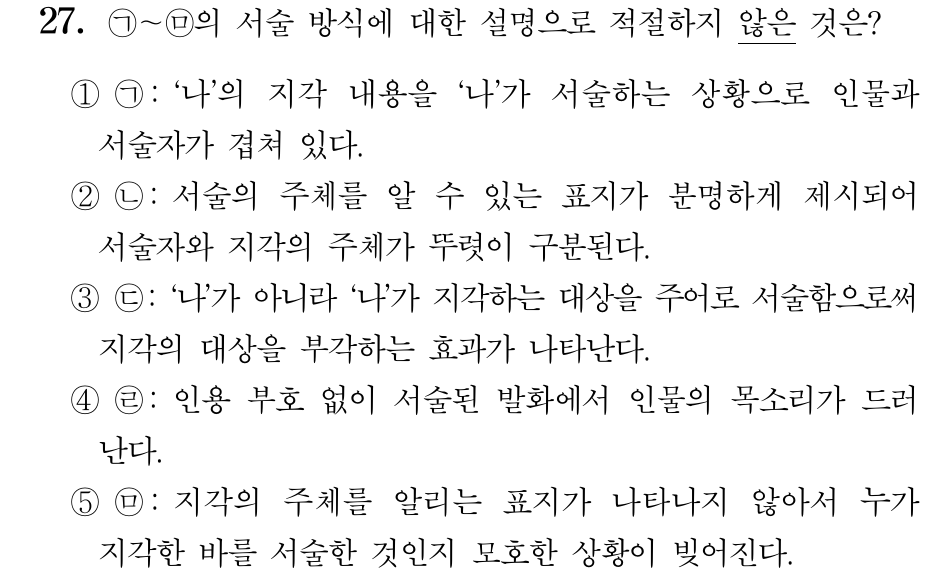 27. ㉠～㉤의 서술 방식에 대한 설명으로 적절하지 않은 것은?
① ㉠: ‘나’의 지각 내용을 ‘나’가 서술하는 상황으로 인물과
서술자가 겹쳐 있다.
② ㉡: 서술의 주체를 알 수 있는 표지가 분명하게 제시되어
서술자와 지각의 주체가 뚜렷이 구분된다.
③ ㉢: ‘나’가 아니라 ‘나’가 지각하는 대상을 주어로 서술함으로써
지각의 대상을 부각하는 효과가 나타난다.
④ ㉣: 인용 부호 없이 서술된 발화에서 인물의 목소리가 드러
난다.
⑤ ㉤: 지각의 주체를 알리는 표지가 나타나지 않아서 누가
지각한 바를 서술한 것인지 모호한 상황이 빚어진다.